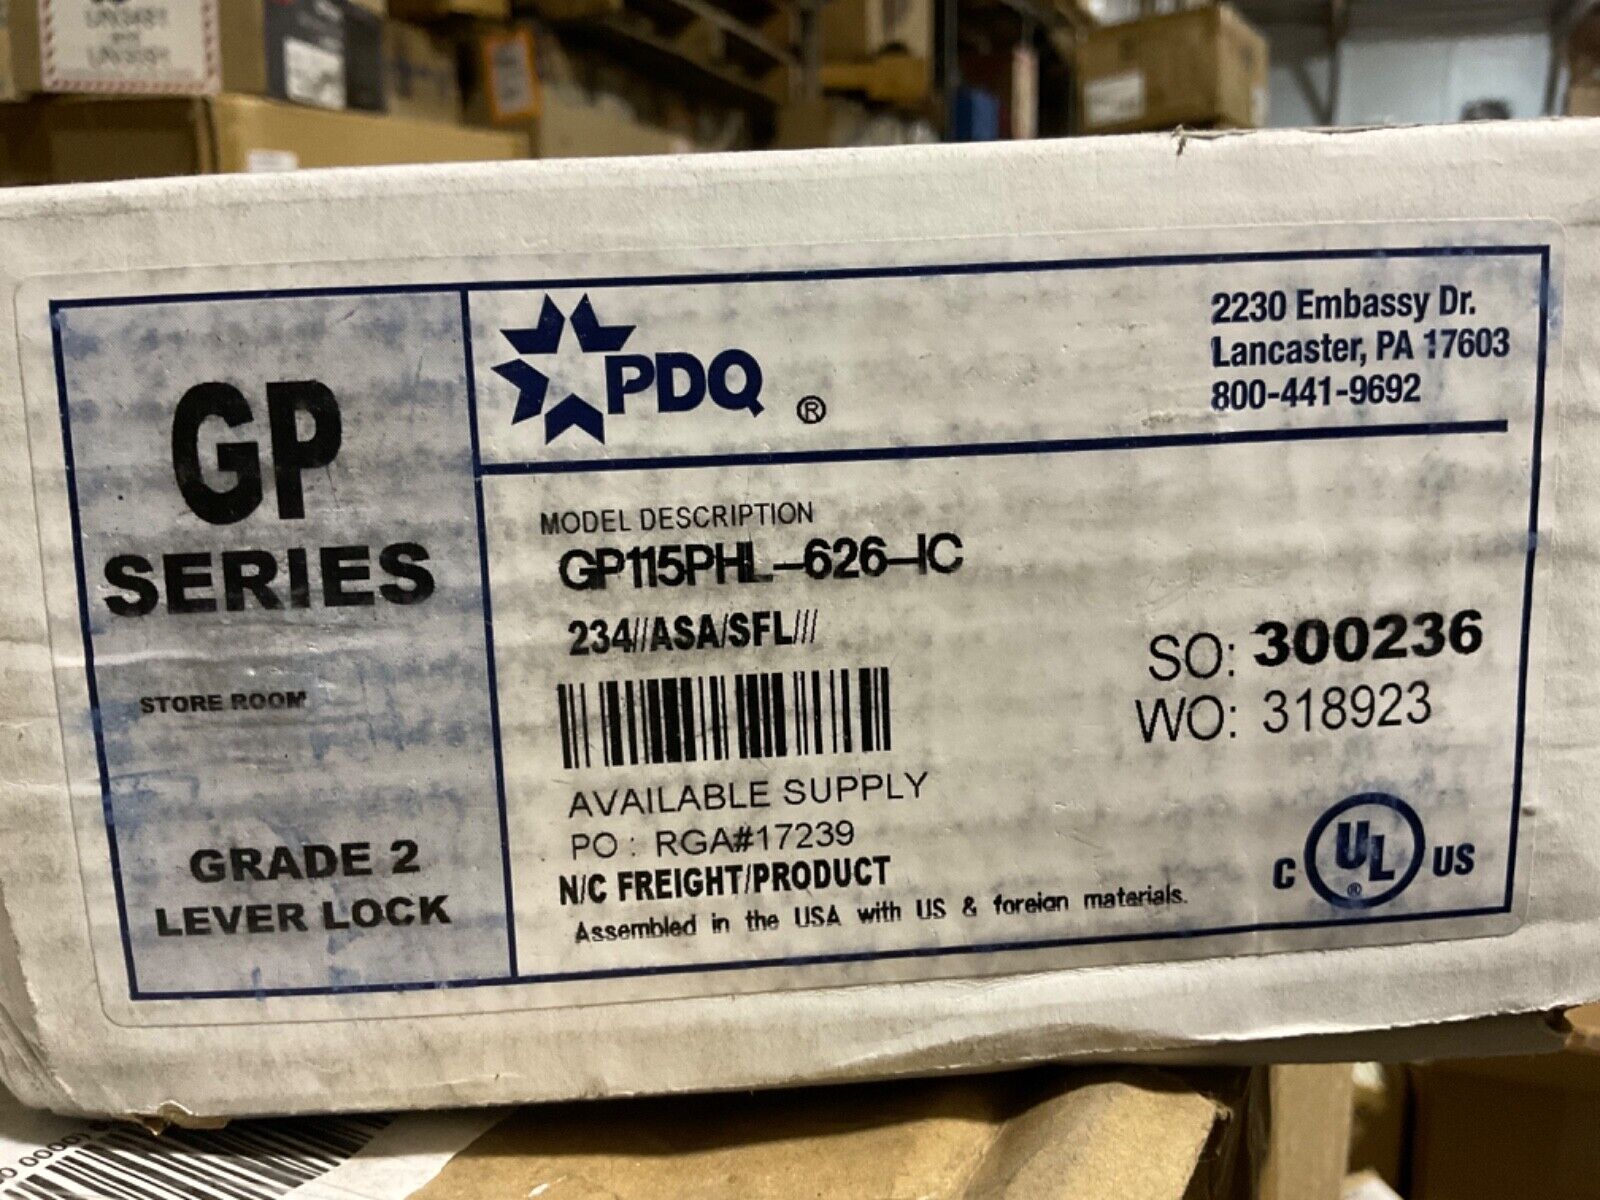 GP
SERIES
STORE ROOM
GRADE 2
LEVER LOCK
PDQ ®
2230 Embassy Dr.
Lancaster, PA 17603
800-441-9692
MODEL DESCRIPTION
GP115PHL-626-IC
234//ASA/SFL///
SO: 300236
WO: 318923
AVAILABLE SUPPLY
PO : RGA#17239
N/C FREIGHT/PRODUCT
Assembled in the USA with US & foreign materials.
C UL ® US